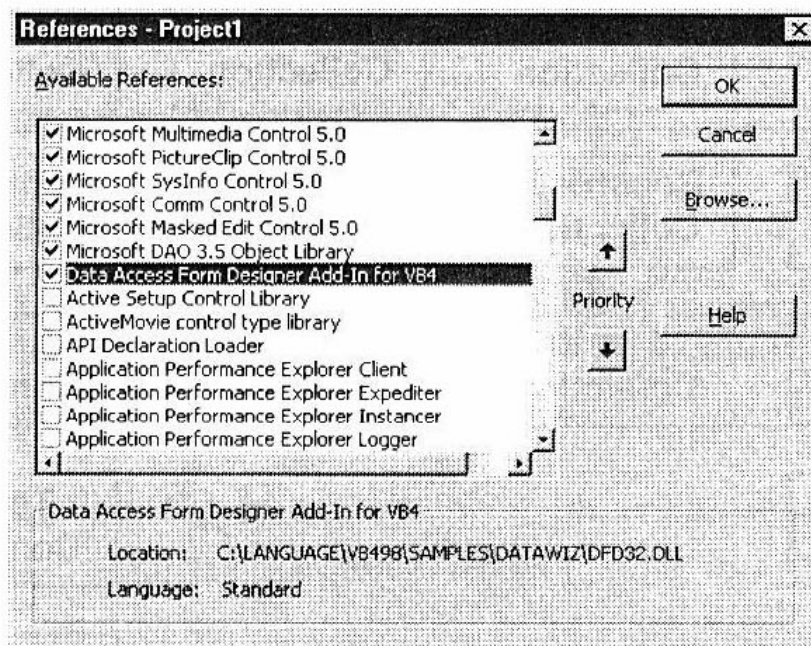 References - Project1
Available References:
OK
Microsoft Multimedia Control 5.0
Microsoft PictureClip Control 5.0
Microsoft SysInfo Control 5.0
Microsoft Comm Control 5.0
Microsoft Masked Edit Control 5.0
Microsoft DAO 3.5 Object Library
Data Access Form Designer Add-In for VB4
Active Setup Control Library
ActiveMovie control type library
API Declaration Loader
Application Performance Explorer Client
Application Performance Explorer Expediter
Application Performance Explorer Instancer
Application Performance Explorer Logger
Cancel
Browse...
Priority
Help
Data Access Form Designer Add-In for VB4
Location: C:\LANGUAGE\VB498\SAMPLES\DATAWIZ\DFD32.DLL
Language: Standard